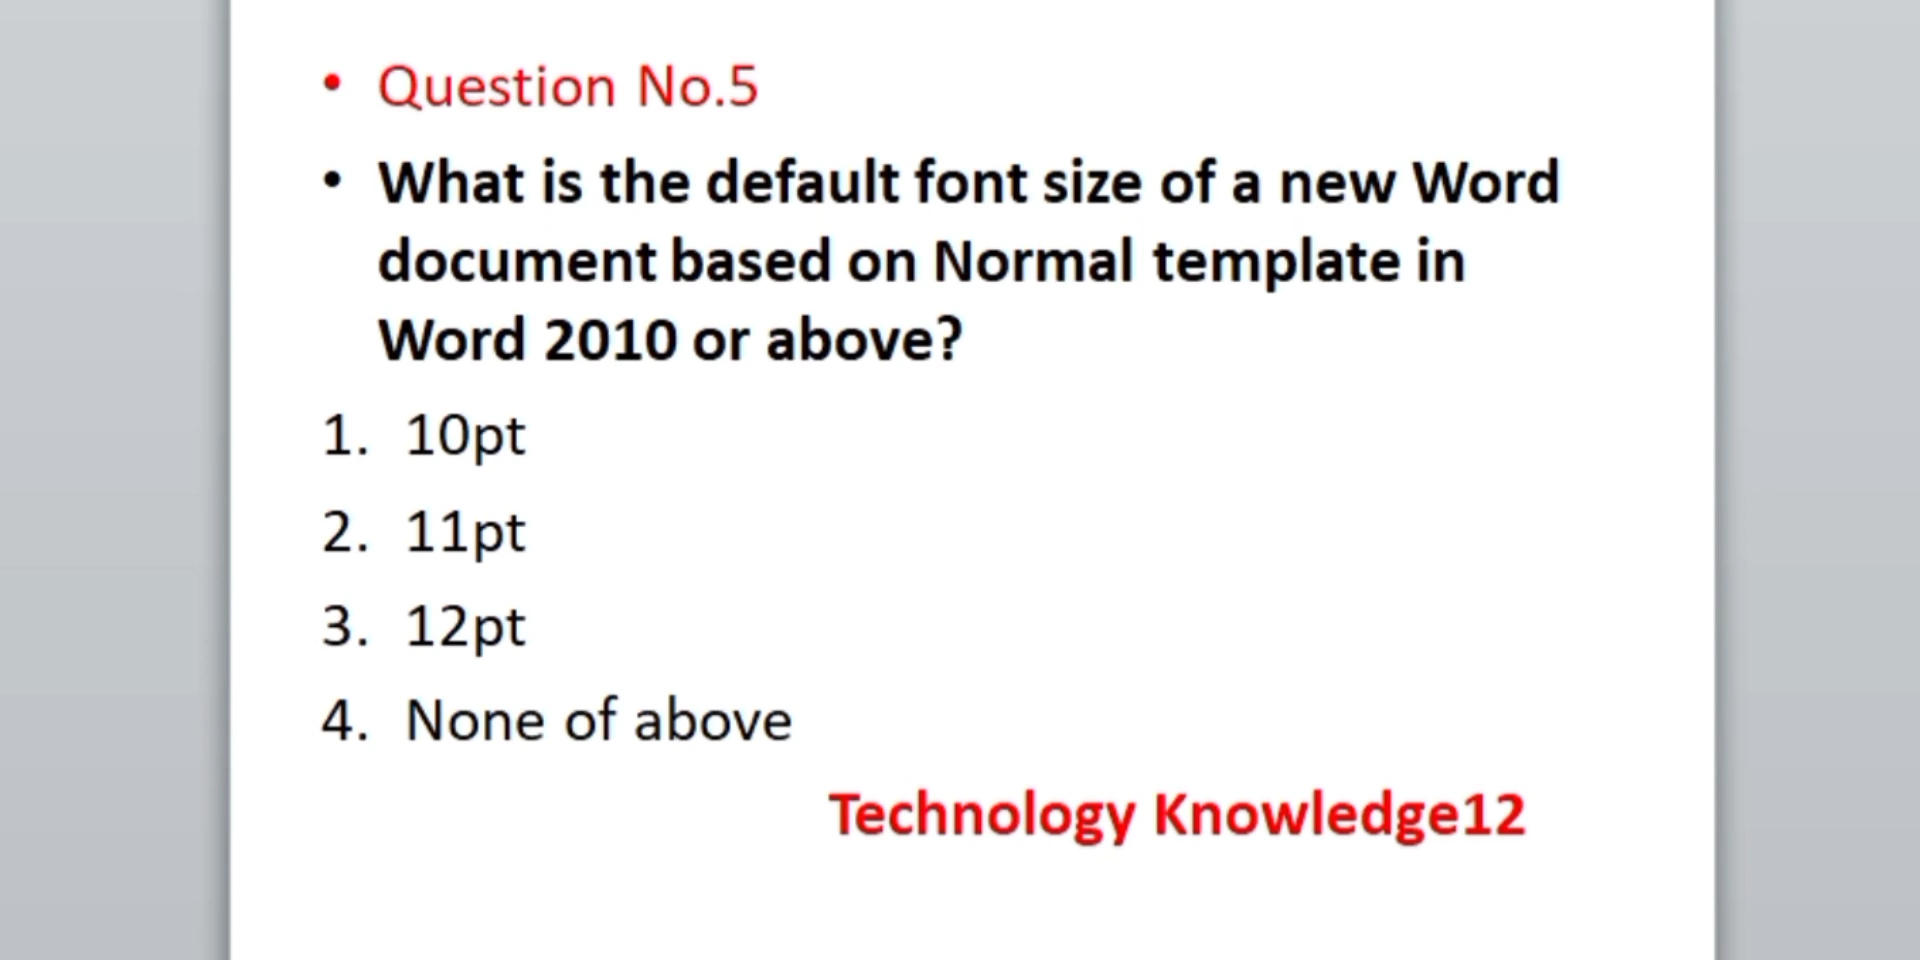 • Question No.5
• What is the default font size of a new Word
document based on Normal template in
Word 2010 or above?
1. 10pt
2. 11pt
3. 12pt
4. None of above
Technology Knowledge12